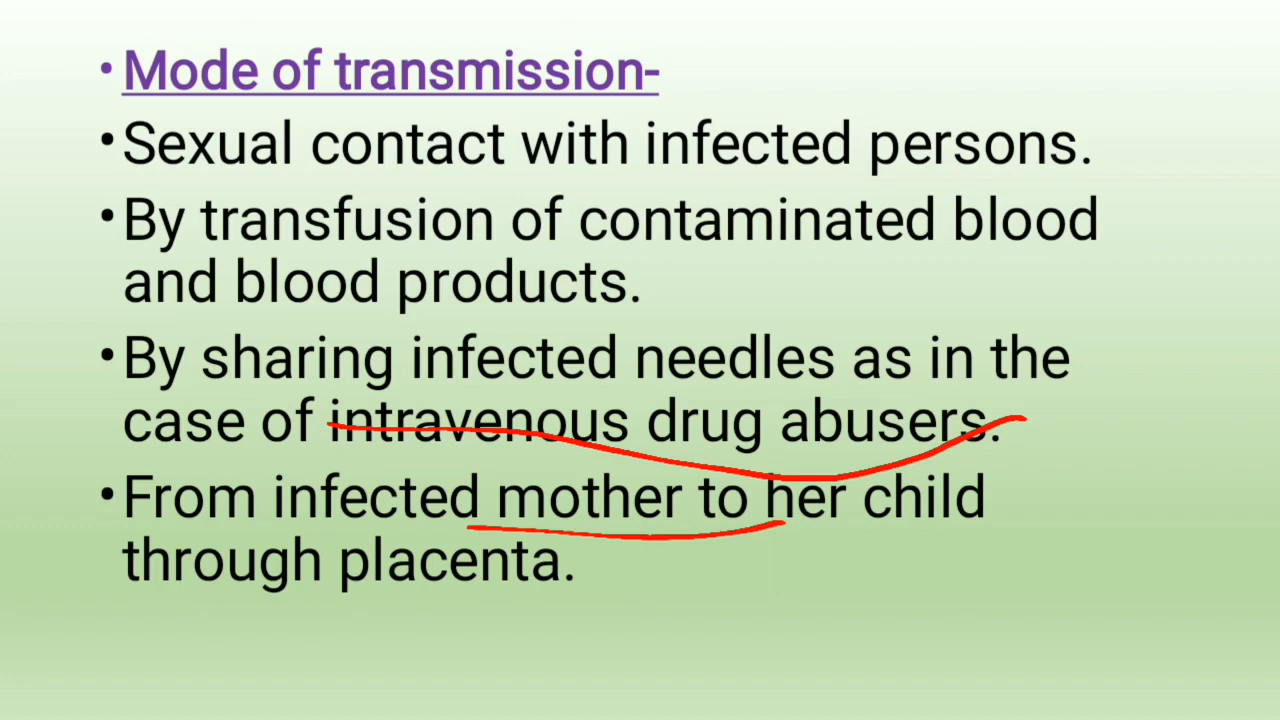 •Mode of transmission-
•Sexual contact with infected persons.
•By transfusion of contaminated blood
and blood products.
•By sharing infected needles as in the
case of intravenous drug abusers.
•From infected mother to her child
through placenta.